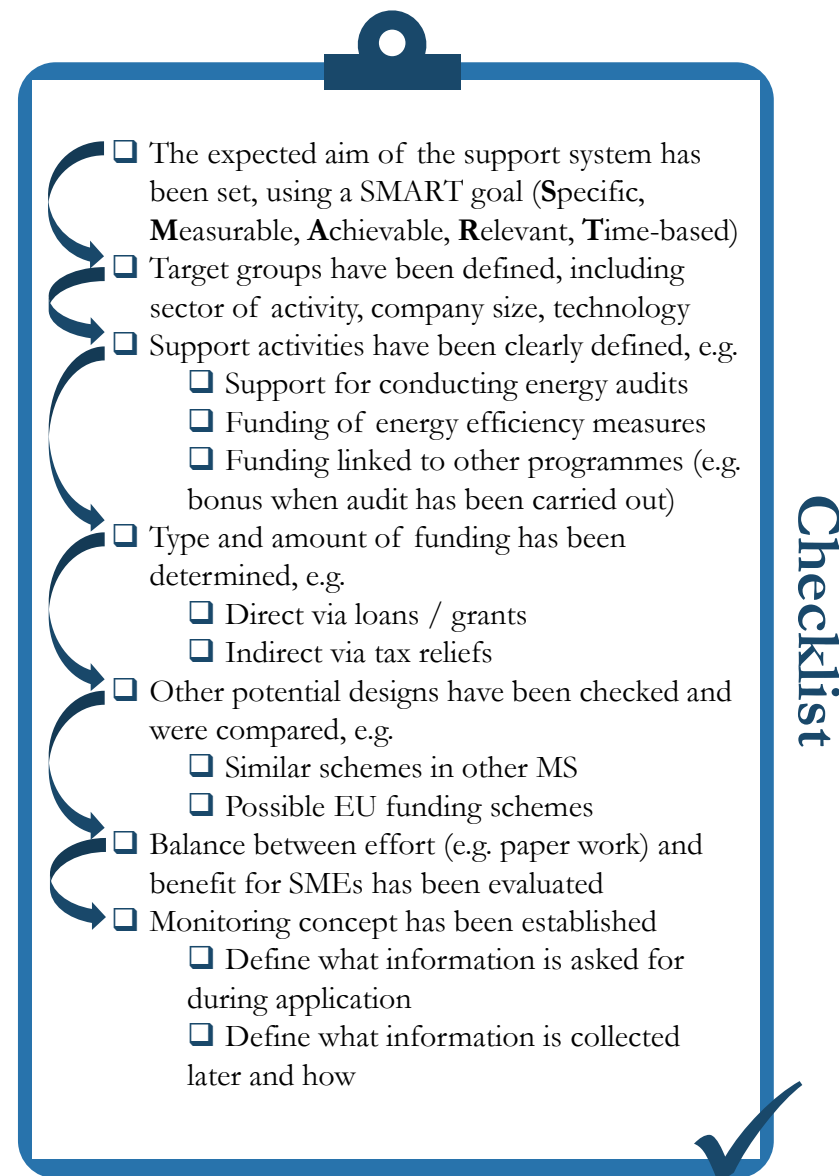 ❑ The expected aim of the support system has
been set, using a SMART goal (Specific,
Measurable, Achievable, Relevant, Time-based)
❑ Target groups have been defined, including
sector of activity, company size, technology
❑ Support activities have been clearly defined, e.g.
❑ Support for conducting energy audits
❑ Funding of energy efficiency measures
❑ Funding linked to other programmes (e.g.
bonus when audit has been carried out)
❑ Type and amount of funding has been
determined, e.g.
❑ Direct via loans / grants
❑ Indirect via tax reliefs
❑ Other potential designs have been checked and
were compared, e.g.
❑ Similar schemes in other MS
❑ Possible EU funding schemes
❑ Balance between effort (e.g. paper work) and
benefit for SMEs has been evaluated
❑ Monitoring concept has been established
❑ Define what information is asked for
during application
❑ Define what information is collected
later and how
Checklist